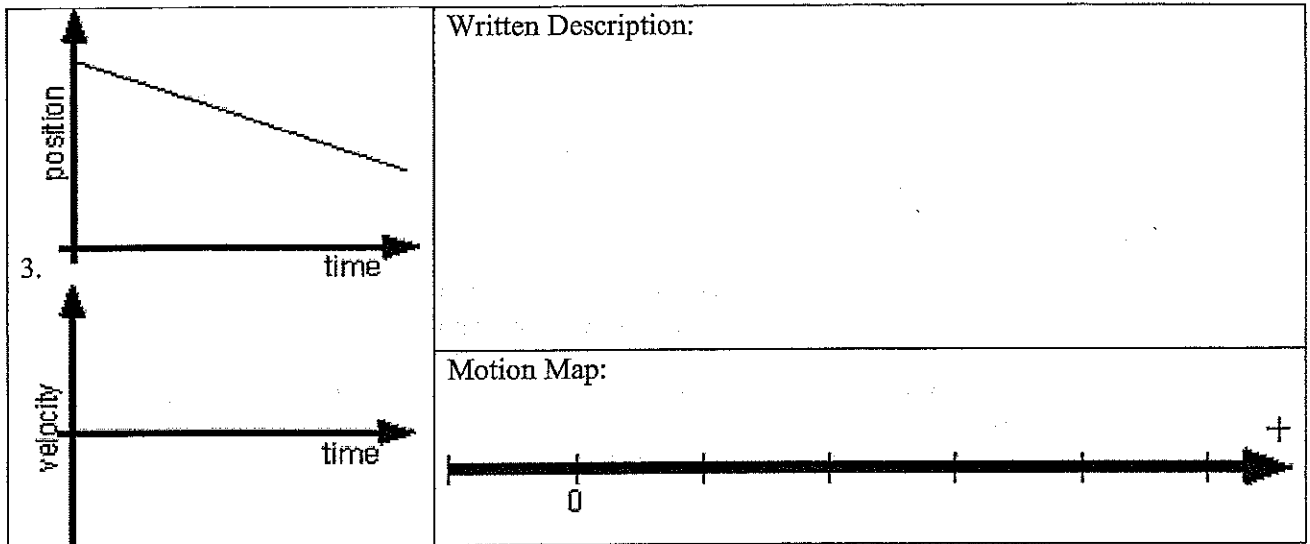 Written Description:
position
time
3.
velocity
time
Motion Map:
+
0